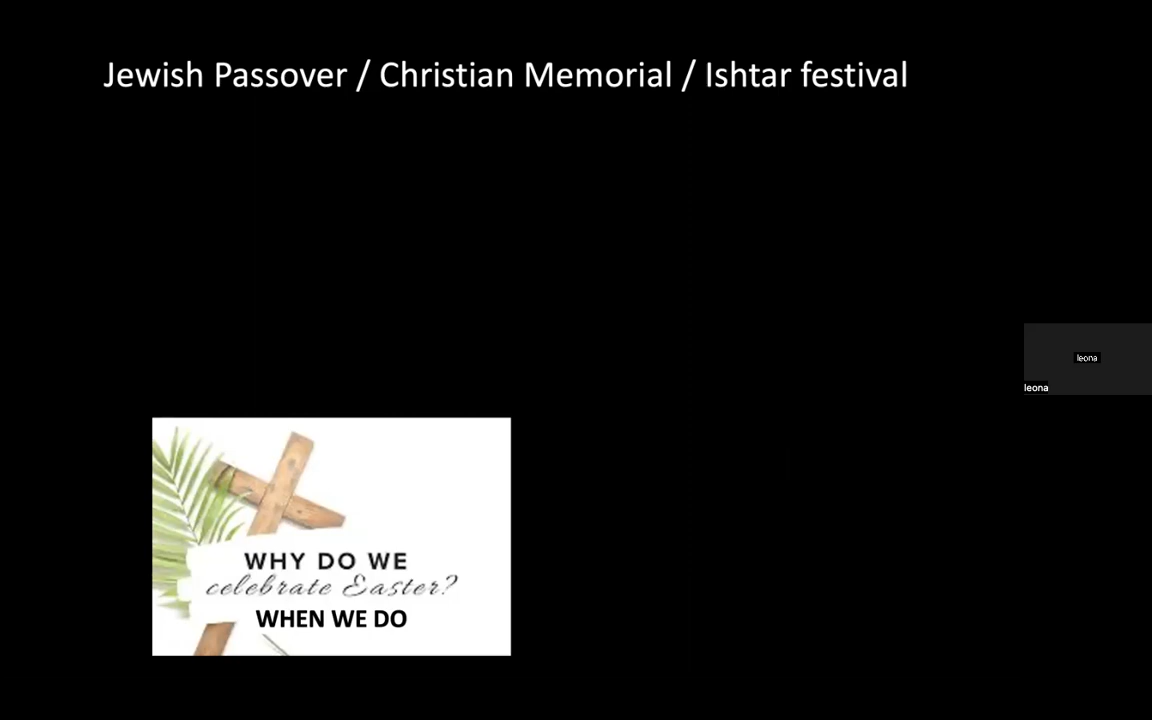 Jewish Passover / Christian Memorial / Ishtar festival
leona
leona
WHY DO WE
celebrate Easter?
WHEN WE DO